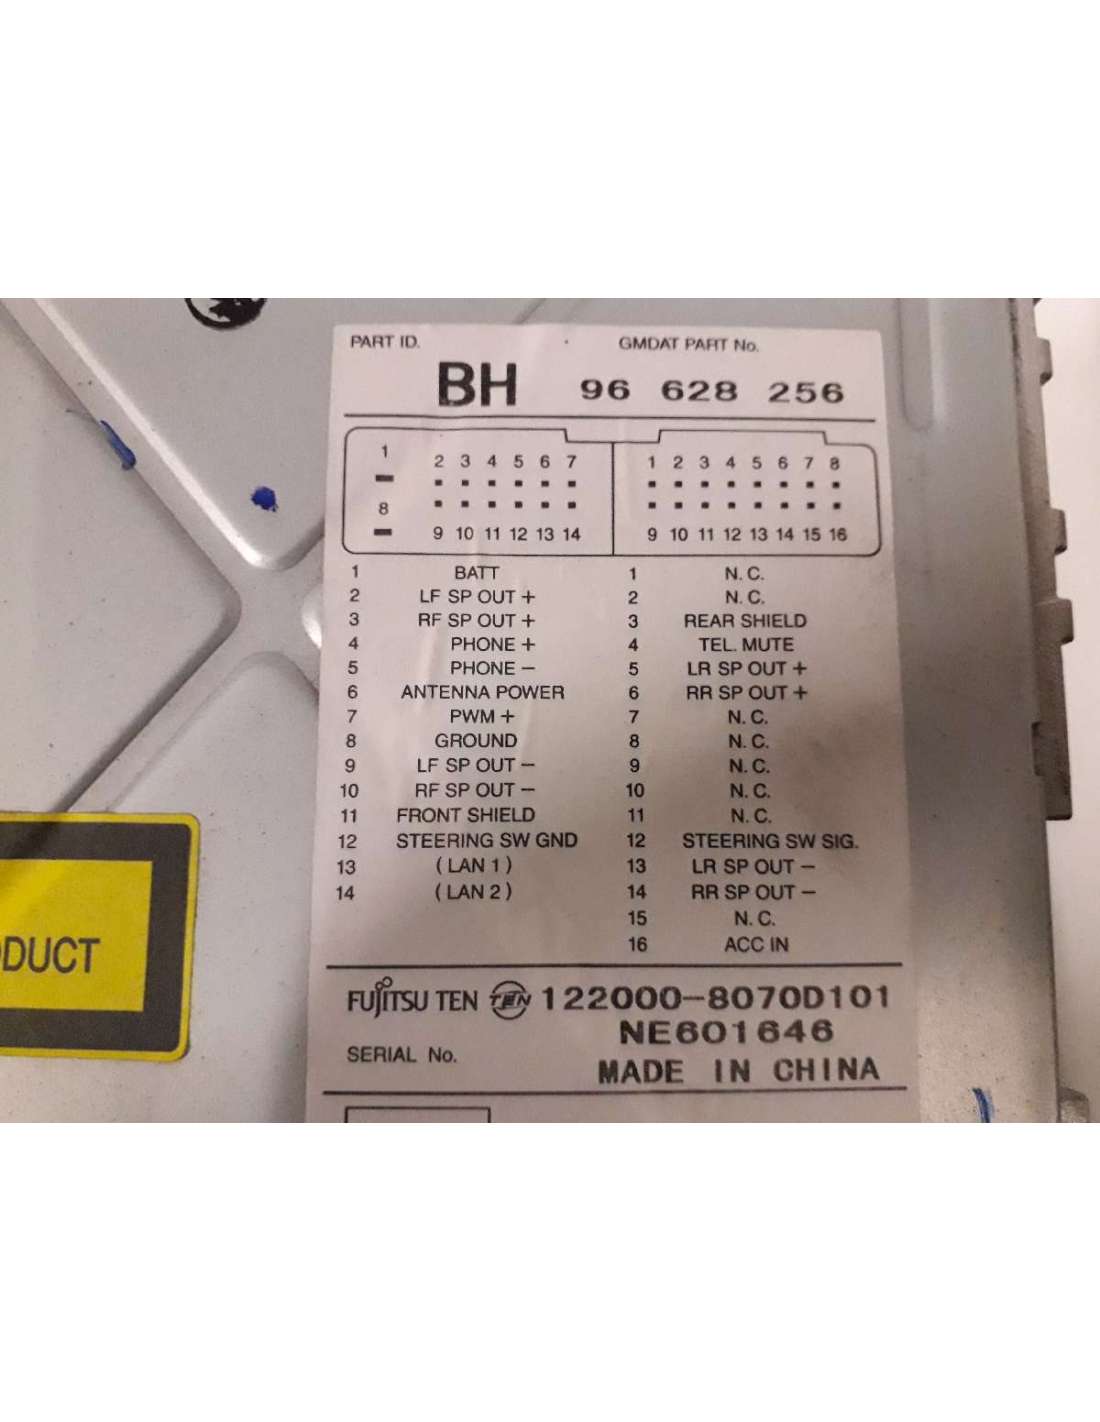 PART ID. GMDAT PART No.
BH 96 628 256
1 2 3 4 5 6 7 1 2 3 4 5 6 7 8
8 9 10 11 12 13 14 9 10 11 12 13 14 15 16
1 BATT 1 N.C.
2 LF SP OUT + 2 N.C.
3 RF SP OUT + 3 REAR SHIELD
4 PHONE + 4 TEL. MUTE
5 PHONE − 5 LR SP OUT +
6 ANTENNA POWER 6 RR SP OUT +
7 PWM + 7 N.C.
8 GROUND 8 N.C.
9 LF SP OUT − 9 N.C.
10 RF SP OUT − 10 N.C.
11 FRONT SHIELD 11 N.C.
12 STEERING SW GND 12 STEERING SW SIG.
13 (LAN 1) 13 LR SP OUT −
14 (LAN 2) 14 RR SP OUT −
15 N.C.
16 ACC IN
FUJITSU TEN TEN 122000-8070D101
NE601646
SERIAL No.
MADE IN CHINA
DUCT